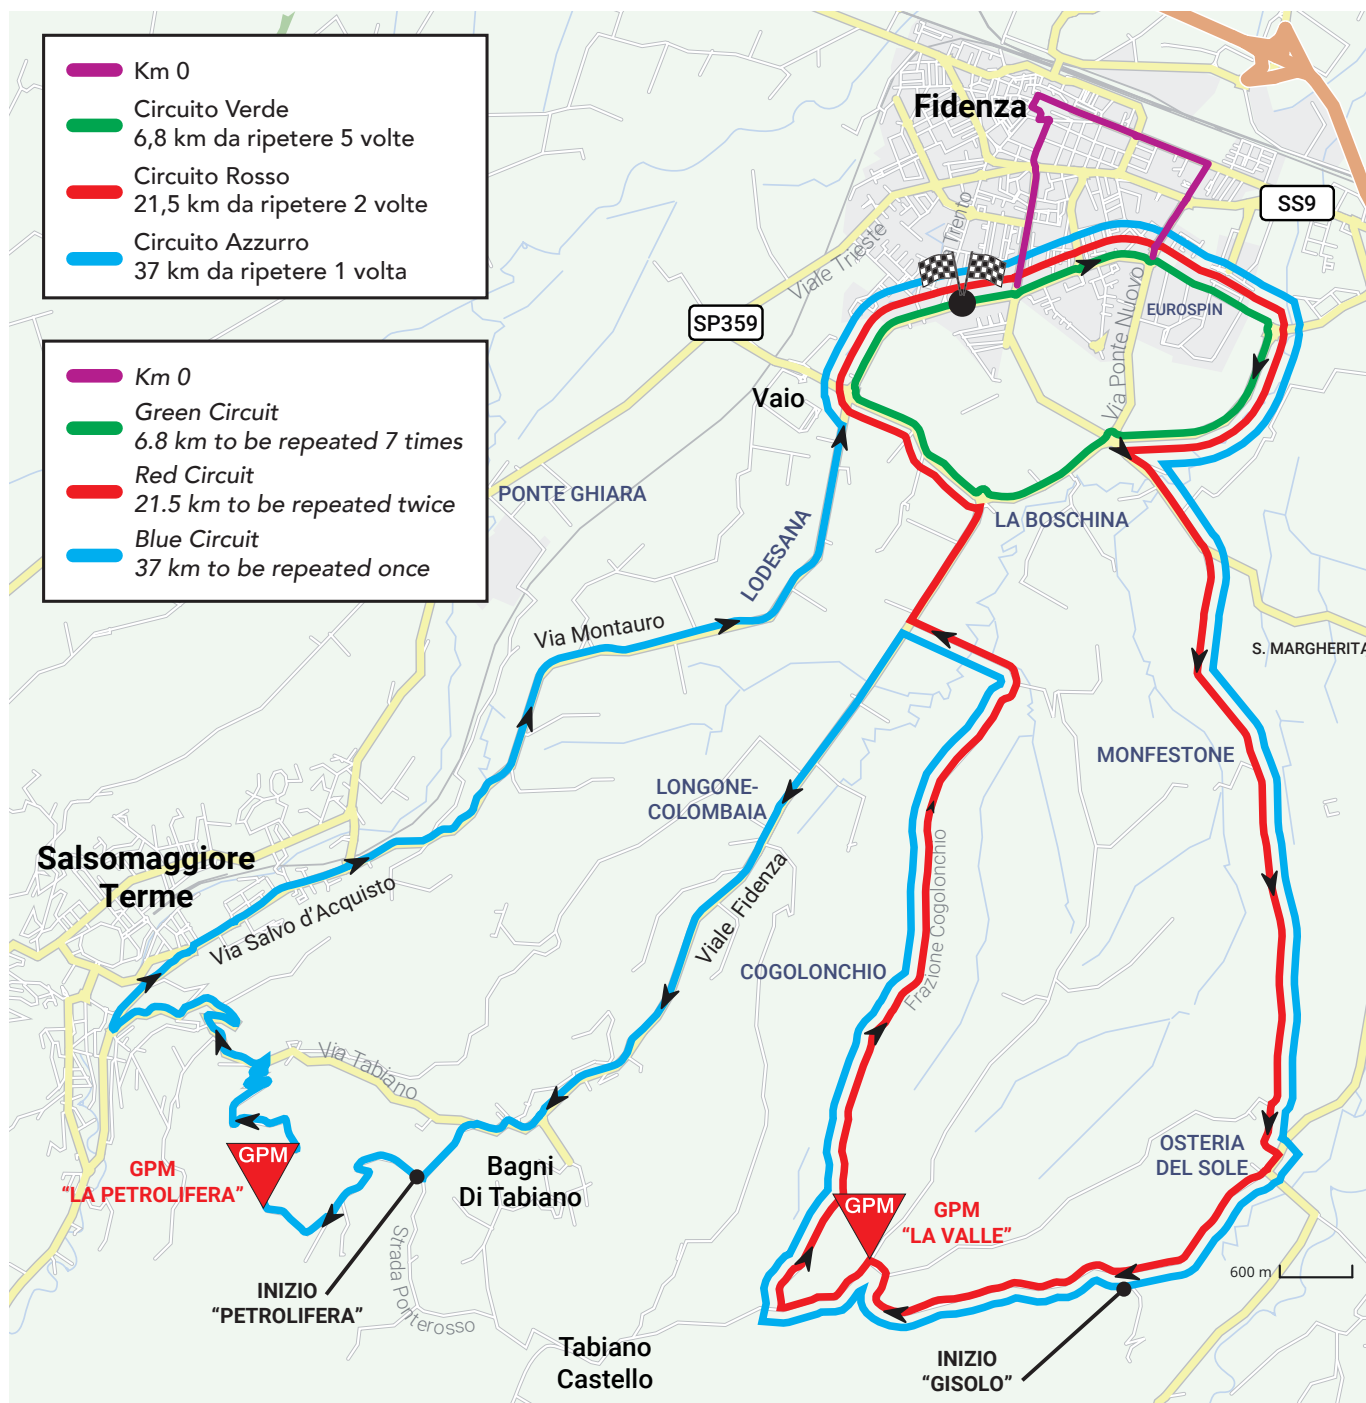 Km 0
Circuito Verde
6,8 km da ripetere 5 volte
Circuito Rosso
21,5 km da ripetere 2 volte
Circuito Azzurro
37 km da ripetere 1 volta
Km 0
Green Circuit
6.8 km to be repeated 7 times
Red Circuit
21.5 km to be repeated twice
Blue Circuit
37 km to be repeated once
Fidenza
SS9
Trento
Viale Trieste
SP359
EUROSPIN
Via Ponte Nuovo
Vaio
PONTE GHIARA
LA BOSCHINA
LODESANA
Via Montauro
S. MARGHERITA
MONFESTONE
LONGONE-
COLOMBAIA
Salsomaggiore
Terme
Via Salvo d'Acquisto
Viale Fidenza
Frazione Cogolonchio
COGOLONCHIO
Via Tabiano
OSTERIA
DEL SOLE
GPM
GPM
"LA PETROLIFERA"
Bagni
Di Tabiano
GPM
GPM
"LA VALLE"
Strada Ponterosso
INIZIO
"PETROLIFERA"
600 m
Tabiano
Castello
INIZIO
"GISOLO"